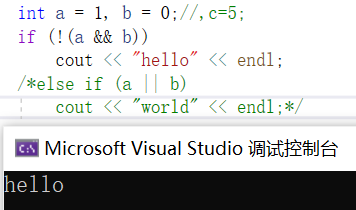 int a = 1, b = 0;//,c=5;
if (!(a && b))
cout << "hello" << endl;
/*else if (a || b)
cout << "world" << endl;*/
C:\ Microsoft Visual Studio 调试控制台
hello